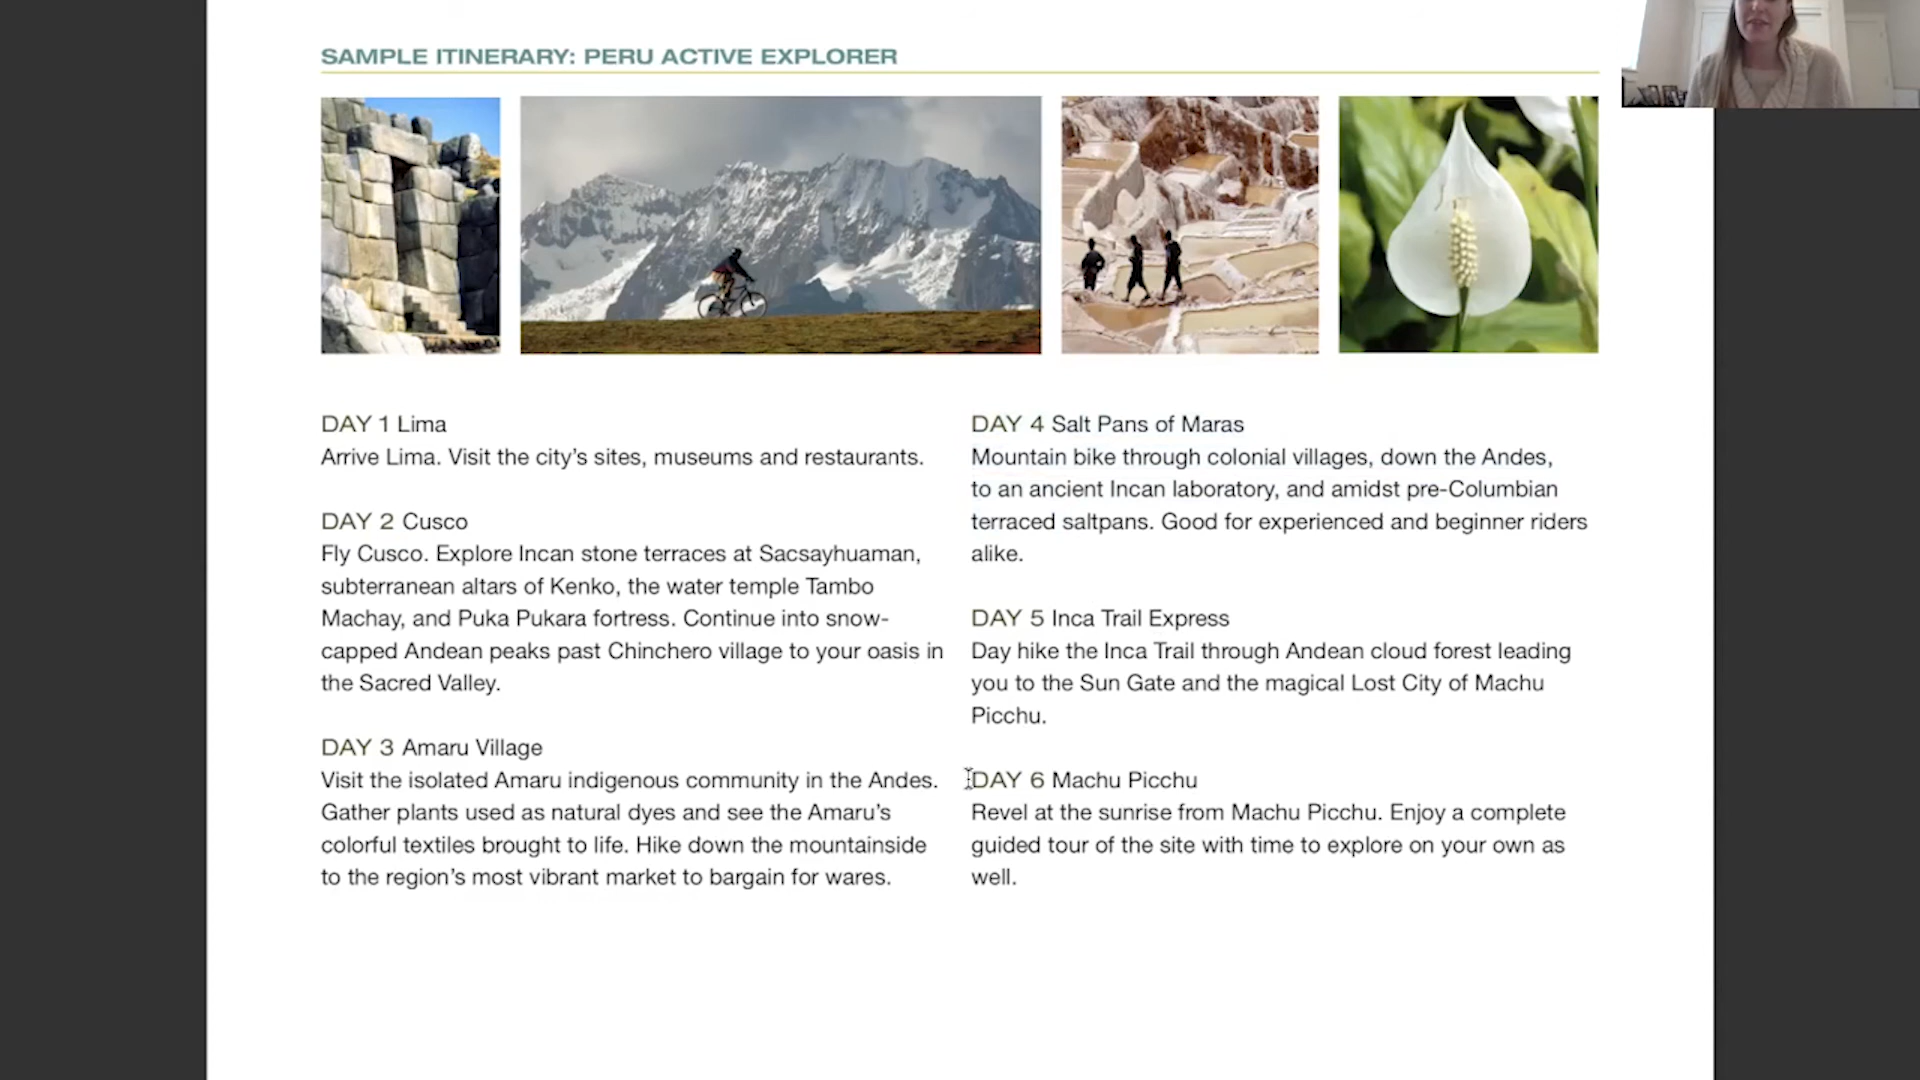 SAMPLE ITINERARY: PERU ACTIVE EXPLORER
DAY 1 Lima
Arrive Lima. Visit the city's sites, museums and restaurants.
DAY 2 Cusco
Fly Cusco. Explore Incan stone terraces at Sacsayhuaman,
subterranean altars of Kenko, the water temple Tambo
Machay, and Puka Pukara fortress. Continue into snow-
capped Andean peaks past Chinchero village to your oasis in
the Sacred Valley.
DAY 3 Amaru Village
Visit the isolated Amaru indigenous community in the Andes.
Gather plants used as natural dyes and see the Amaru's
colorful textiles brought to life. Hike down the mountainside
to the region's most vibrant market to bargain for wares.
DAY 4 Salt Pans of Maras
Mountain bike through colonial villages, down the Andes,
to an ancient Incan laboratory, and amidst pre-Columbian
terraced saltpans. Good for experienced and beginner riders
alike.
DAY 5 Inca Trail Express
Day hike the Inca Trail through Andean cloud forest leading
you to the Sun Gate and the magical Lost City of Machu
Picchu.
DAY 6 Machu Picchu
Revel at the sunrise from Machu Picchu. Enjoy a complete
guided tour of the site with time to explore on your own as
well.